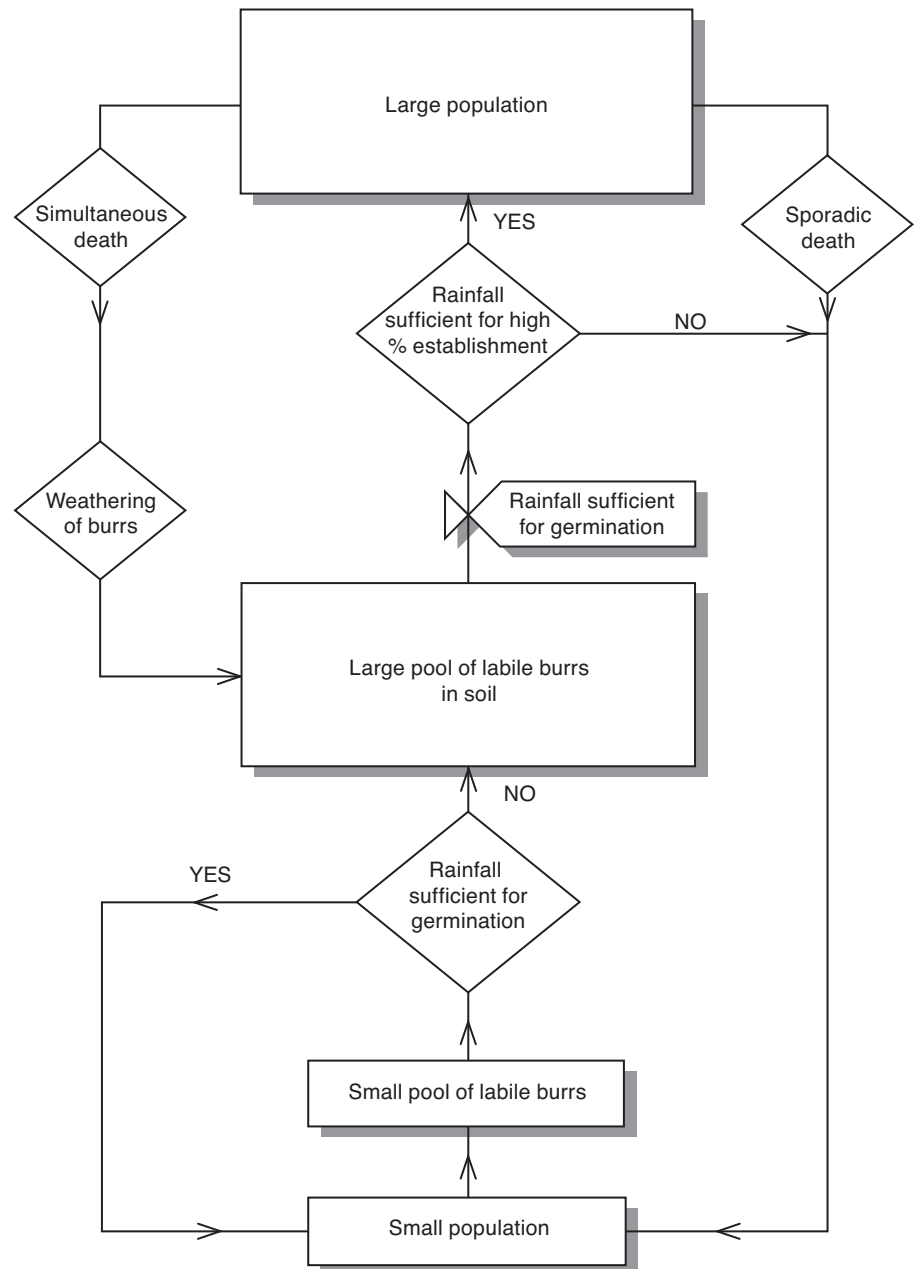 Large population
Simultaneous
death
YES
Sporadic
death
Rainfall
sufficient for high
% establishment
NO
Weathering
of burrs
Rainfall sufficient
for germination
Large pool of labile burrs
in soil
NO
YES
Rainfall
sufficient for
germination
Small pool of labile burrs
Small population